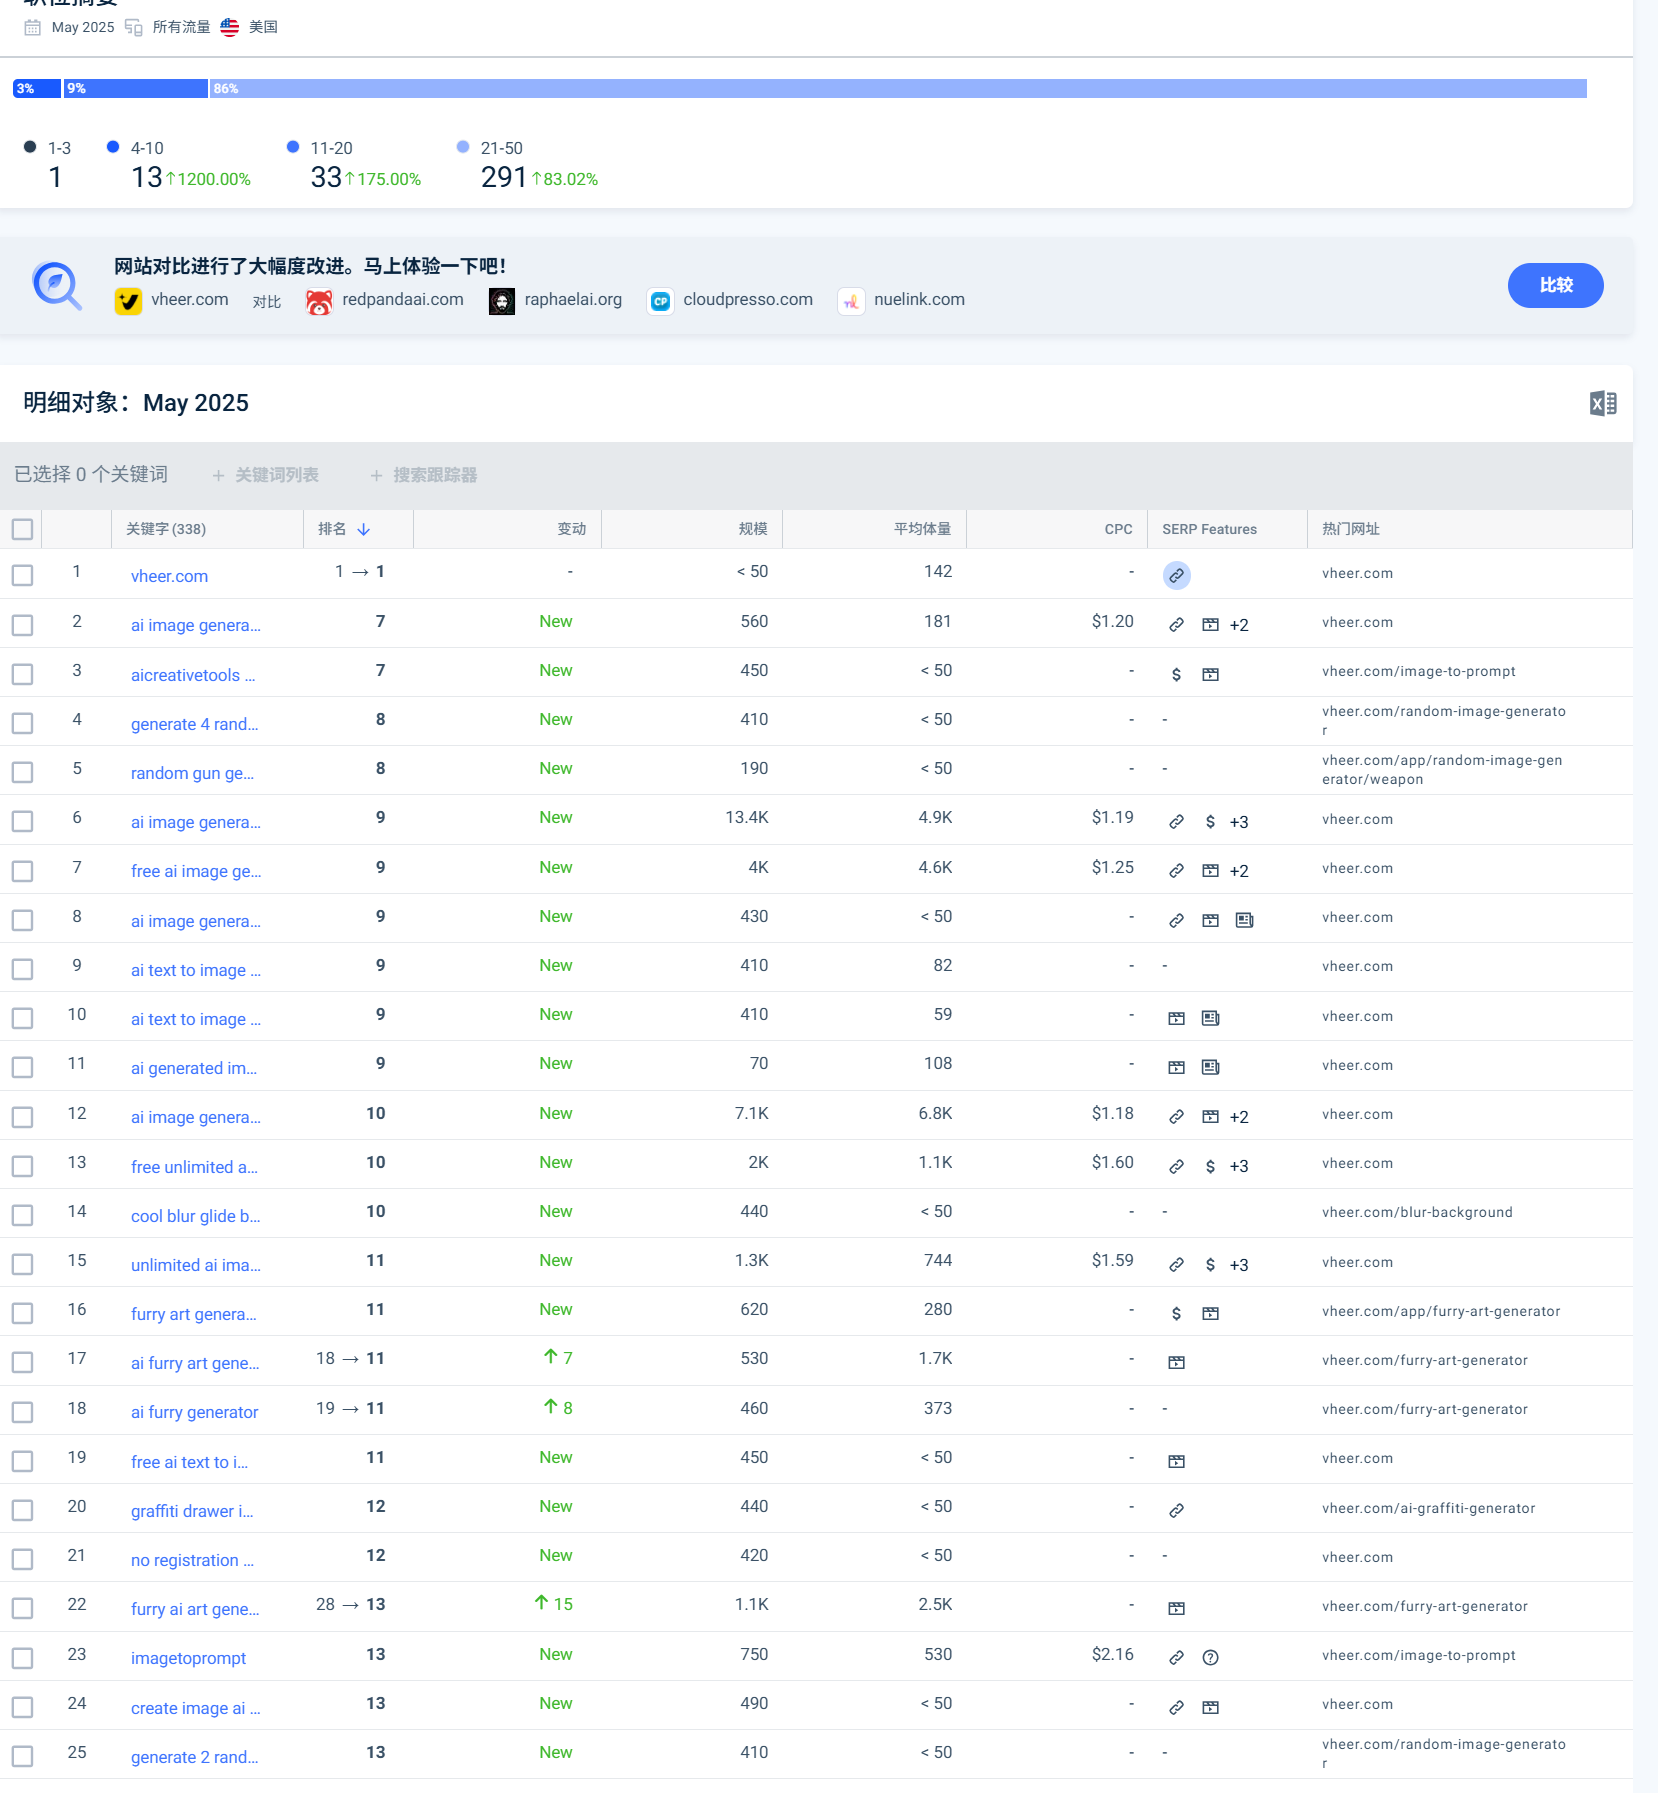 职位摘要
May 2025 所有流量 美国
3% 9% 86%
1-3 4-10 11-20 21-50
1 13 ↑1200.00% 33 ↑175.00% 291 ↑83.02%
网站对比进行了大幅度改进。马上体验一下吧！
vheer.com 对比 redpandaai.com raphaelai.org CP cloudpresso.com nuelink.com
比较
明细对象：May 2025
已选择 0 个关键词 + 关键词列表 + 搜索跟踪器
关键字 (338) 排名 ↓ 变动 规模 平均体量 CPC SERP Features 热门网址
1 vheer.com 1 → 1 - < 50 142 - vheer.com
2 ai image genera... 7 New 560 181 $1.20 +2 vheer.com
3 aicreativetools ... 7 New 450 < 50 - $ vheer.com/image-to-prompt
4 generate 4 rand... 8 New 410 < 50 - - vheer.com/random-image-generato
r
5 random gun ge... 8 New 190 < 50 - - vheer.com/app/random-image-gen
erator/weapon
6 ai image genera... 9 New 13.4K 4.9K $1.19 $ +3 vheer.com
7 free ai image ge... 9 New 4K 4.6K $1.25 +2 vheer.com
8 ai image genera... 9 New 430 < 50 - vheer.com
9 ai text to image ... 9 New 410 82 - - vheer.com
10 ai text to image ... 9 New 410 59 - vheer.com
11 ai generated im... 9 New 70 108 - vheer.com
12 ai image genera... 10 New 7.1K 6.8K $1.18 +2 vheer.com
13 free unlimited a... 10 New 2K 1.1K $1.60 $ +3 vheer.com
14 cool blur glide b... 10 New 440 < 50 - - vheer.com/blur-background
15 unlimited ai ima... 11 New 1.3K 744 $1.59 $ +3 vheer.com
16 furry art genera... 11 New 620 280 - $ vheer.com/app/furry-art-generator
17 ai furry art gene... 18 → 11 ↑ 7 530 1.7K - vheer.com/furry-art-generator
18 ai furry generator 19 → 11 ↑ 8 460 373 - - vheer.com/furry-art-generator
19 free ai text to i... 11 New 450 < 50 - vheer.com
20 graffiti drawer i... 12 New 440 < 50 - vheer.com/ai-graffiti-generator
21 no registration ... 12 New 420 < 50 - - vheer.com
22 furry ai art gene... 28 → 13 ↑ 15 1.1K 2.5K - vheer.com/furry-art-generator
23 imagetoprompt 13 New 750 530 $2.16 ? vheer.com/image-to-prompt
24 create image ai ... 13 New 490 < 50 - vheer.com
25 generate 2 rand... 13 New 410 < 50 - - vheer.com/random-image-generato
r